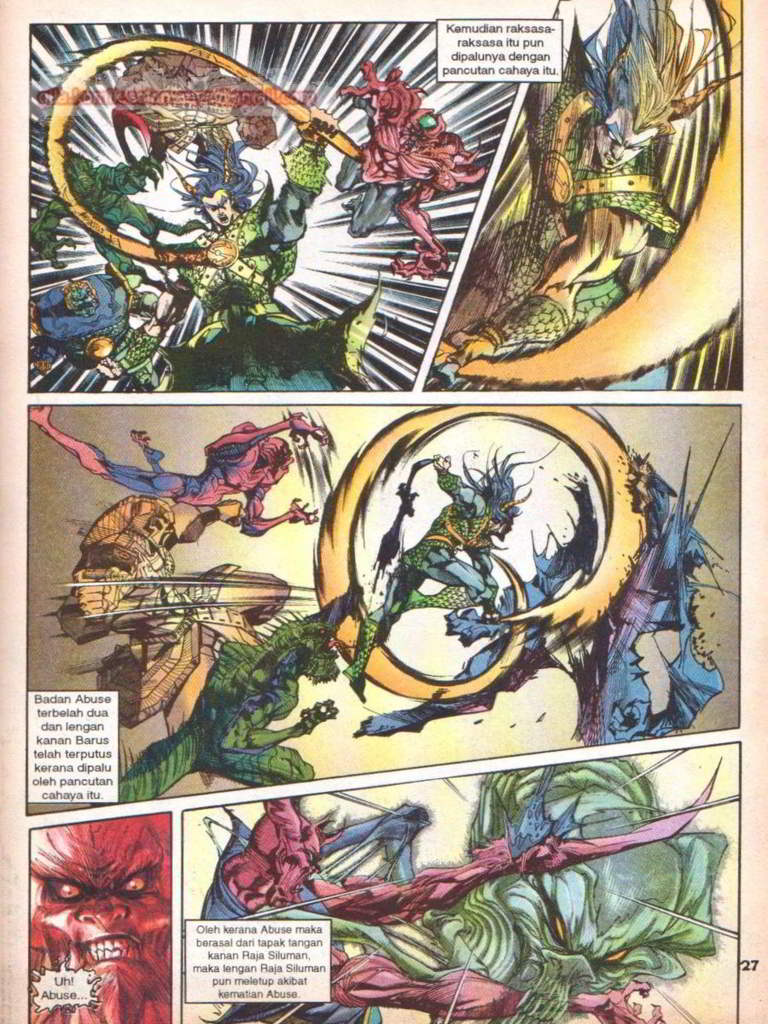 Kemudian raksasa-
raksasa itu pun
dipalunya dengan
pancutan cahaya itu.
Badan Abuse
terbelah dua
dan lengan
kanan Barus
telah terputus
kerana dipalu
oleh pancutan
cahaya itu.
Uh!
Abuse...
Oleh kerana Abuse maka
berasal dari tapak tangan
kanan Raja Siluman,
maka lengan Raja Siluman
pun meletup akibat
kematian Abuse.
27